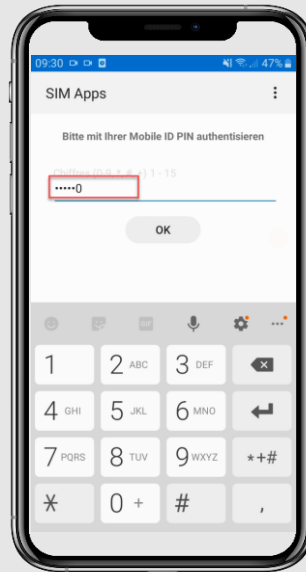 09:30 47%
SIM Apps
Bitte mit Ihrer Mobile ID PIN authentisieren
Chiffres (0-9, *, #, +) 1 - 15
•••••0
OK
GIF
1 2 ABC 3 DEF
4 GHI 5 JKL 6 MNO
7 PQRS 8 TUV 9 WXYZ *+#
* 0 + # ,